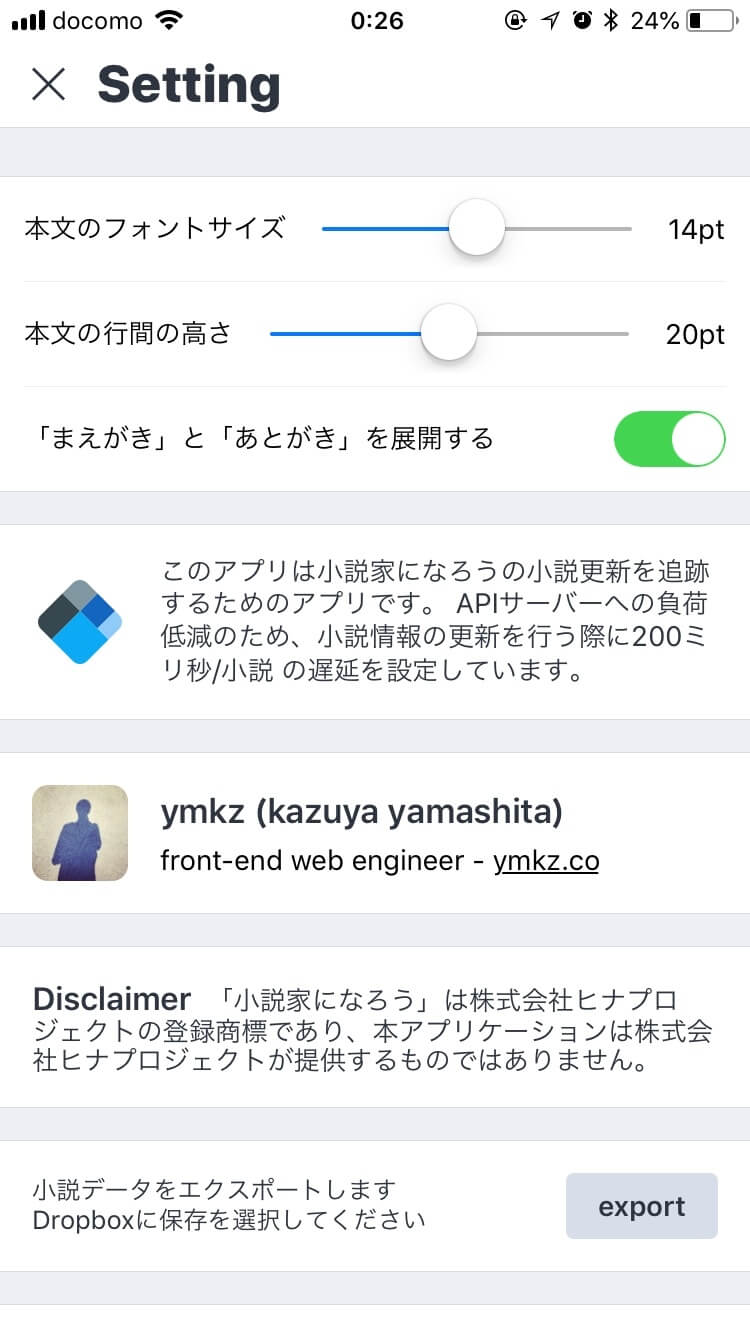 docomo 0:26 24%
Setting
本文のフォントサイズ 14pt
本文の行間の高さ 20pt
「まえがき」と「あとがき」を展開する
このアプリは小説家になろうの小説更新を追跡
するためのアプリです。 APIサーバーへの負荷
低減のため、小説情報の更新を行う際に200ミ
リ秒/小説 の遅延を設定しています。
ymkz (kazuya yamashita)
front-end web engineer - ymkz.co
Disclaimer 「小説家になろう」は株式会社ヒナプロ
ジェクトの登録商標であり、本アプリケーションは株式会
社ヒナプロジェクトが提供するものではありません。
小説データをエクスポートします
Dropboxに保存を選択してください
export